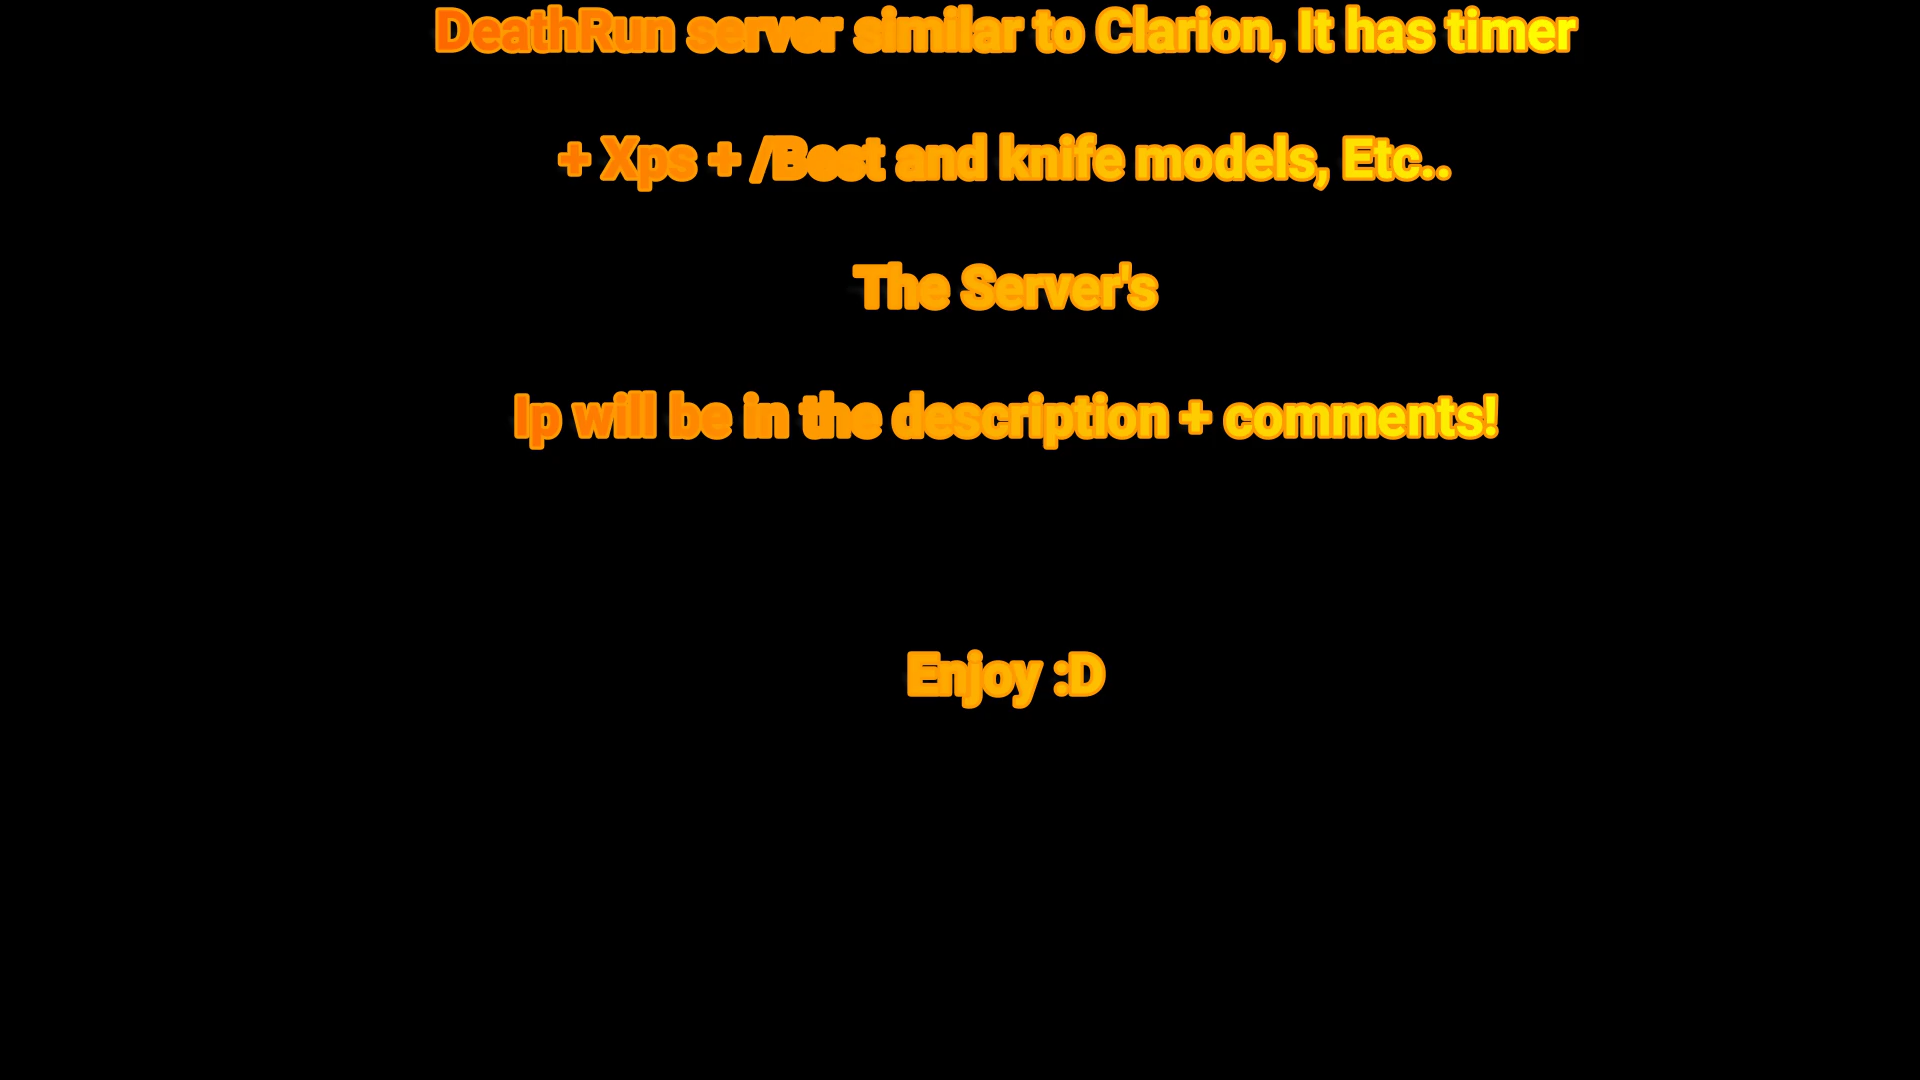 DeathRun server similar to Clarion, It has timer
+ Xps + /Best and knife models, Etc..
The Server's
Ip will be in the description + comments!
Enjoy :D